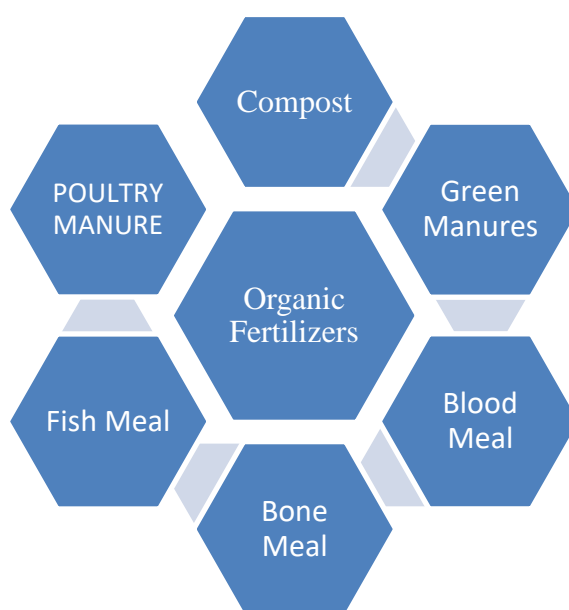 Compost
POULTRY
MANURE
Green
Manures
Organic
Fertilizers
Fish Meal
Blood
Meal
Bone
Meal